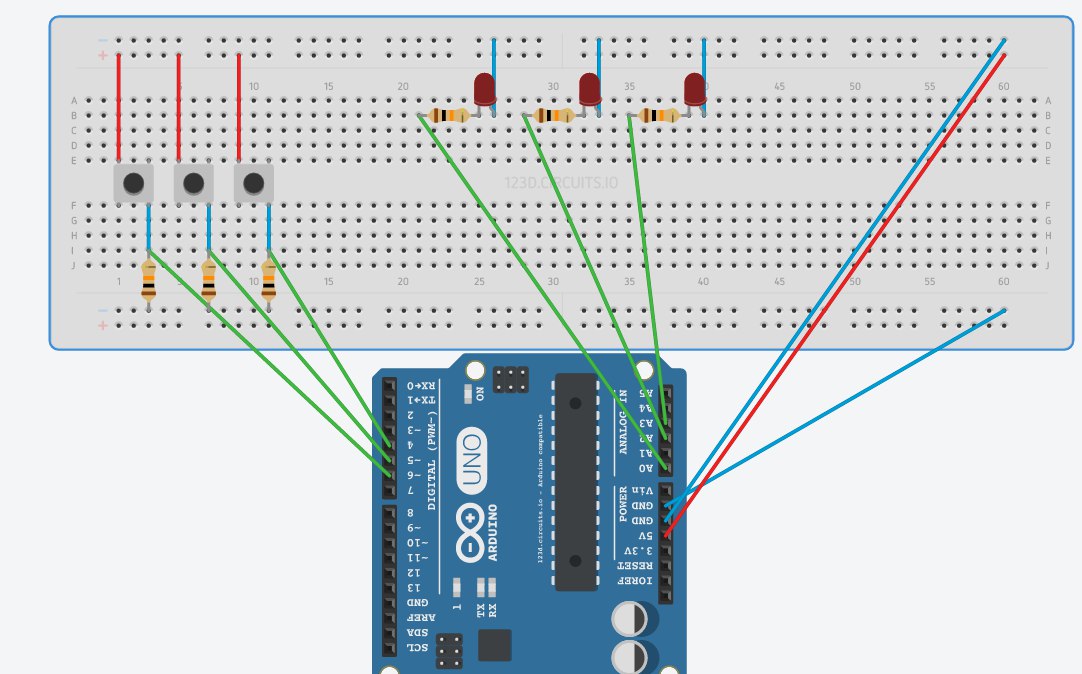 − −
+ +
1 5 10 15 20 25 30 35 40 45 50 55 60
A A
B B
C C
D D
E E
123D.CIRCUITS.IO
F F
G G
H H
I I
J J
1 5 10 15 20 25 30 35 40 45 50 55 60
− −
+ +
RX←0
TX→1
2
~3
4
~5
~6
7
8
~9
~10
~11
12
13
GND
AREF
SDA
SCL
DIGITAL (PWM~)
ON
UNO
ARDUINO
1
TX
RX
123d.circuits.io - Arduino compatible
ANALOG IN
A5
A4
A3
A2
A1
A0
POWER
Vin
GND
GND
5V
3.3V
RESET
IOREF